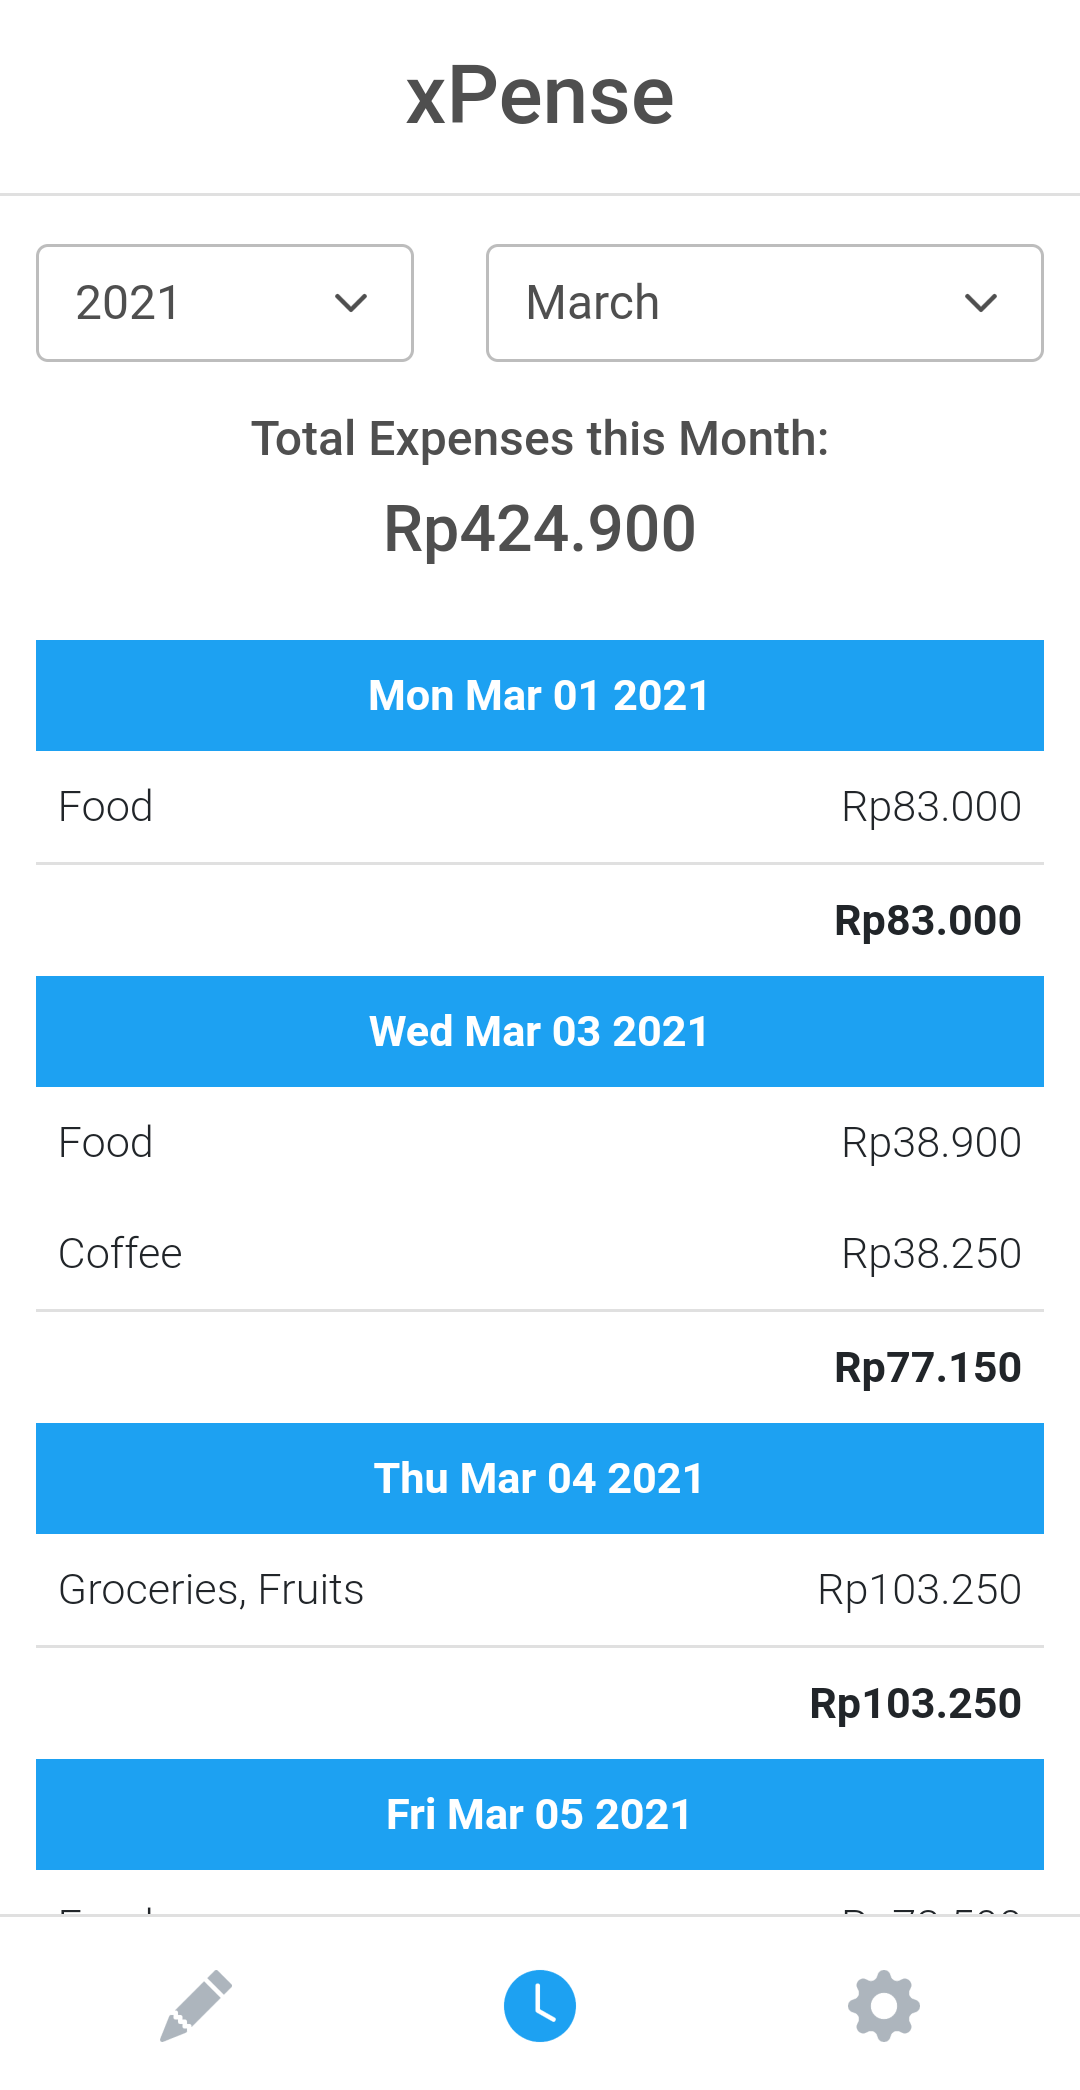 xPense
2021 March
Total Expenses this Month:
Rp424.900
Mon Mar 01 2021
Food Rp83.000
Rp83.000
Wed Mar 03 2021
Food Rp38.900
Coffee Rp38.250
Rp77.150
Thu Mar 04 2021
Groceries, Fruits Rp103.250
Rp103.250
Fri Mar 05 2021